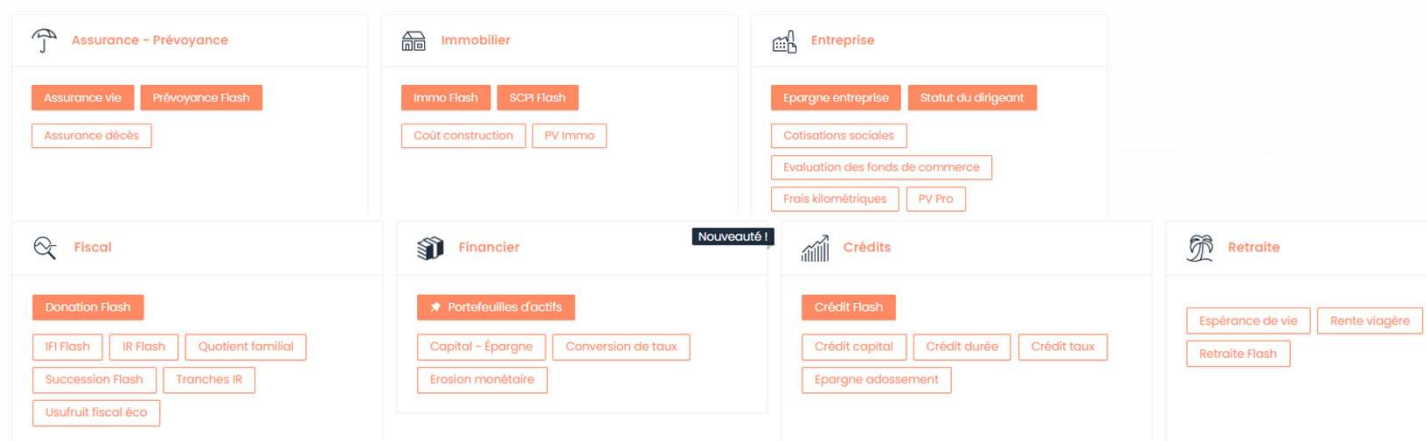 Assurance - Prévoyance
Assurance vie Prévoyance Flash
Assurance décès
Immobilier
Immo Flash SCPI Flash
Coût construction PV Immo
Entreprise
Epargne entreprise Statut du dirigeant
Cotisations sociales
Evaluation des fonds de commerce
Frais kilométriques PV Pro
Fiscal
Donation Flash
IFI Flash IR Flash Quotient familial
Succession Flash Tranches IR
Usufruit fiscal éco
Nouveauté !
Financier
Portefeuilles d'actifs
Capital - Épargne Conversion de taux
Erosion monétaire
Crédits
Crédit Flash
Crédit capital Crédit durée Crédit taux
Epargne adossement
Retraite
Espérance de vie Rente viagère
Retraite Flash